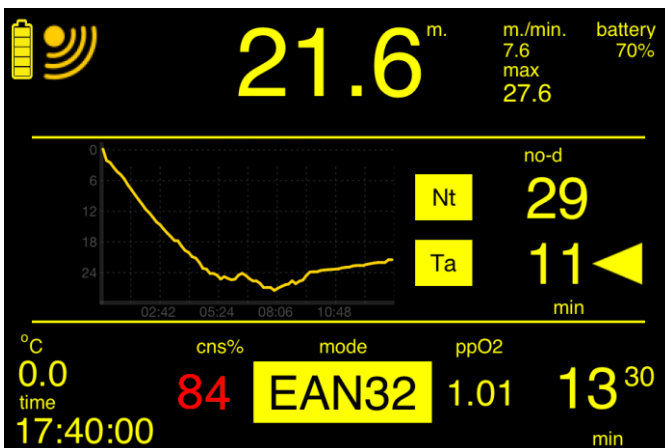 21.6 m.
m./min. battery
7.6 70%
max
27.6
0
6
12
18
24
02:42 05:24 08:06 10:48
no-d
Nt 29
Ta 11
min
°C cns% mode ppO2
0.0 84 EAN32 1.01 13 30
time
17:40:00 min